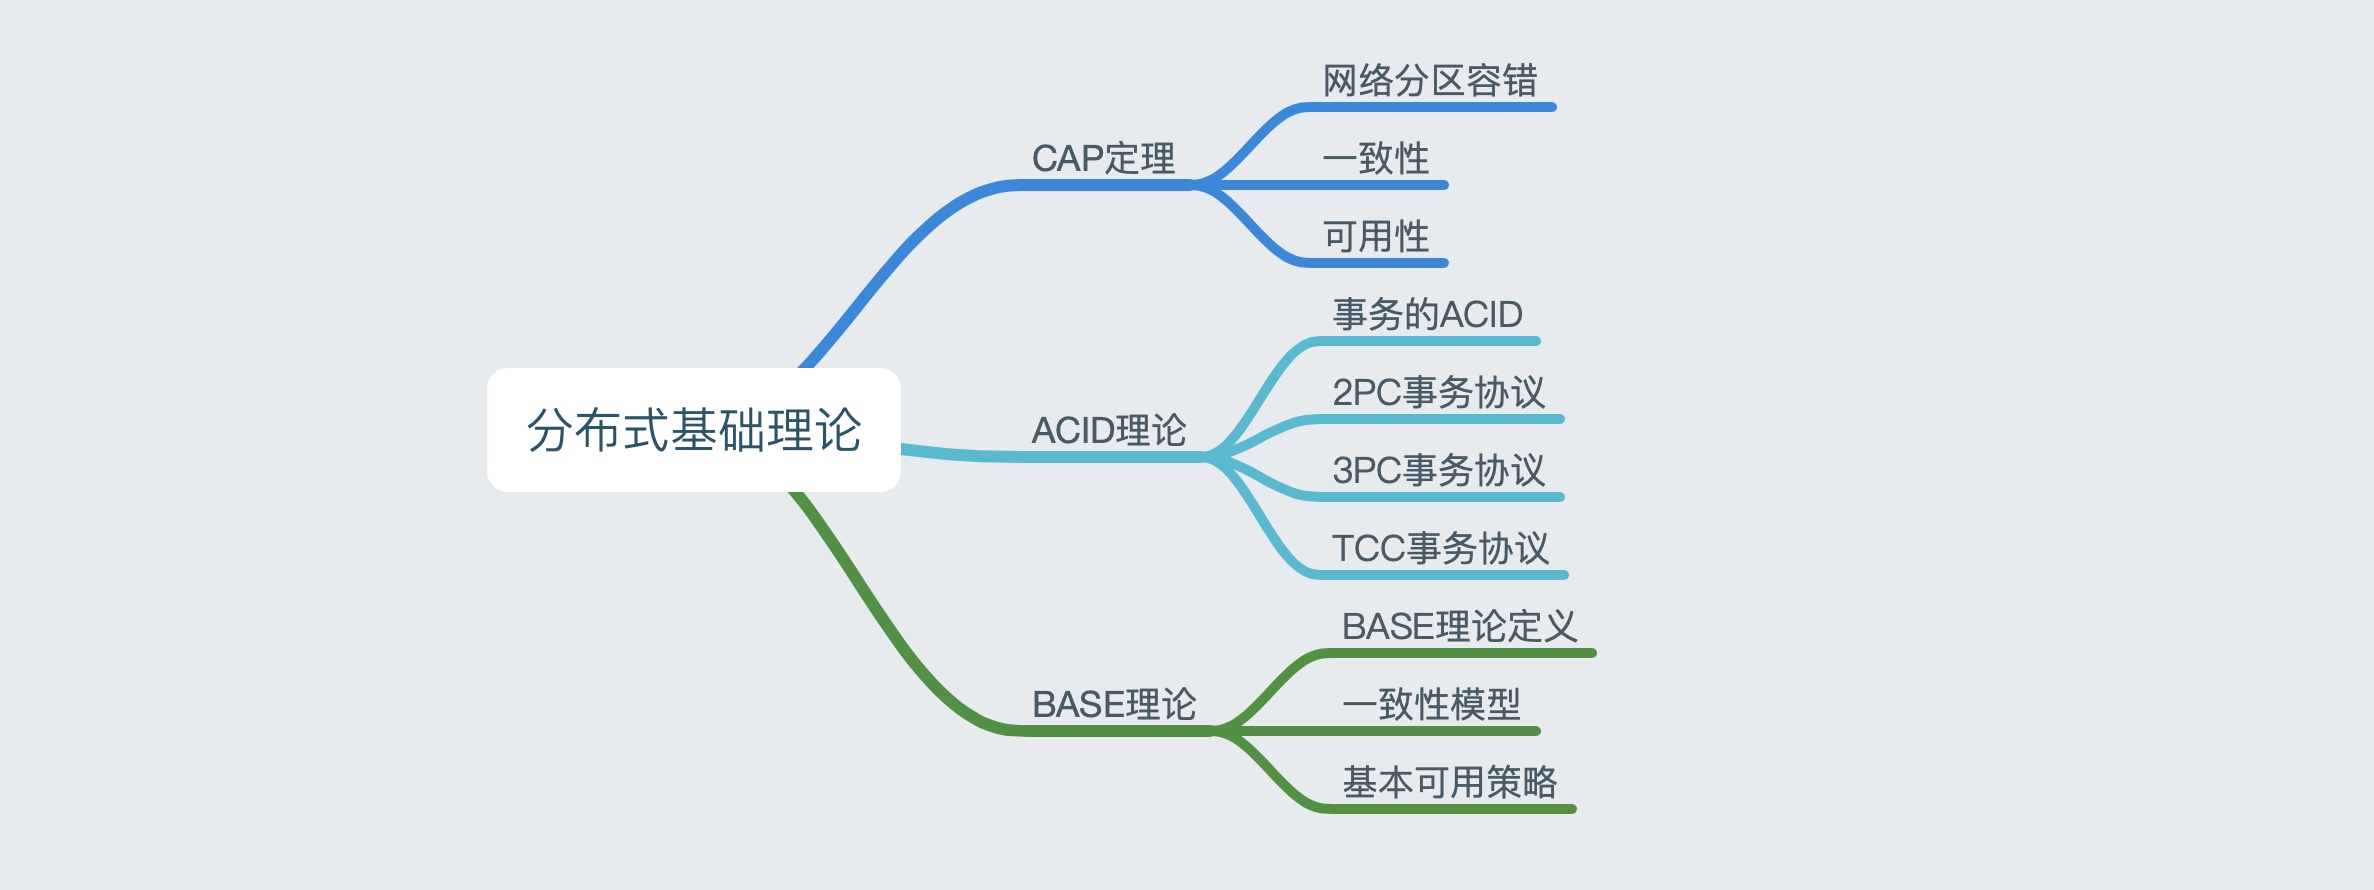 分布式基础理论
CAP定理
网络分区容错
一致性
可用性
ACID理论
事务的ACID
2PC事务协议
3PC事务协议
TCC事务协议
BASE理论
BASE理论定义
一致性模型
基本可用策略